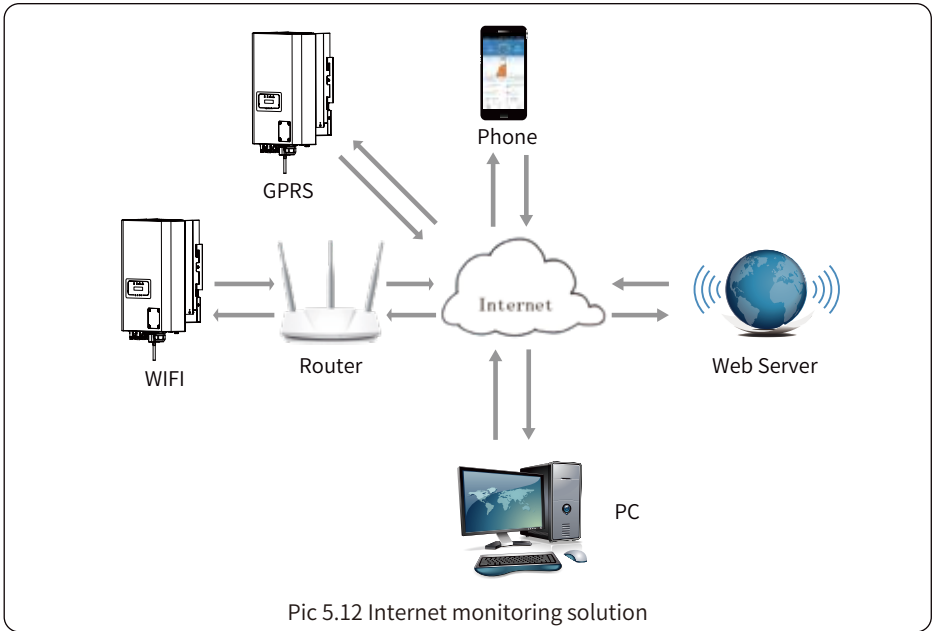 Phone
GPRS
Internet
WIFI
Router
Web Server
PC
Pic 5.12 Internet monitoring solution